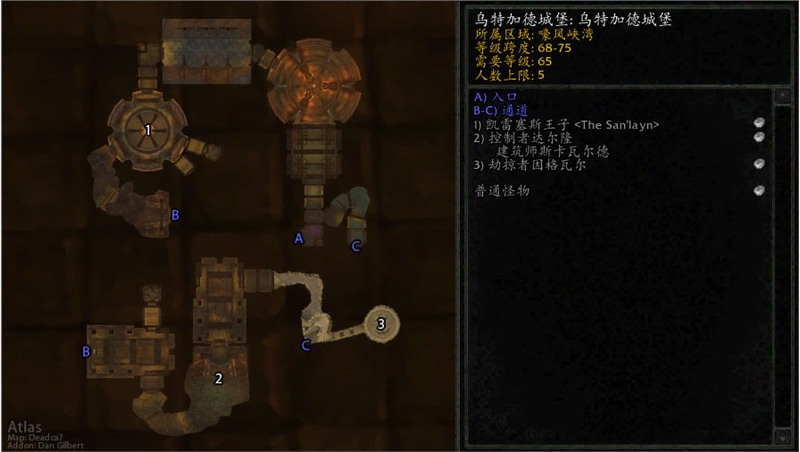 乌特加德城堡: 乌特加德城堡
所属区域: 嚎风峡湾
等级跨度: 68-75
需要等级: 65
人数上限: 5
A) 入口
B-C) 通道
1) 凯雷塞斯王子 <The San'layn>
2) 控制者达尔隆
建筑师斯卡瓦尔德
3) 劫掠者因格瓦尔
普通怪物
1
B
A
C
B
2
C
3
Atlas
Map: Deadca7
Addon: Dan Gilbert